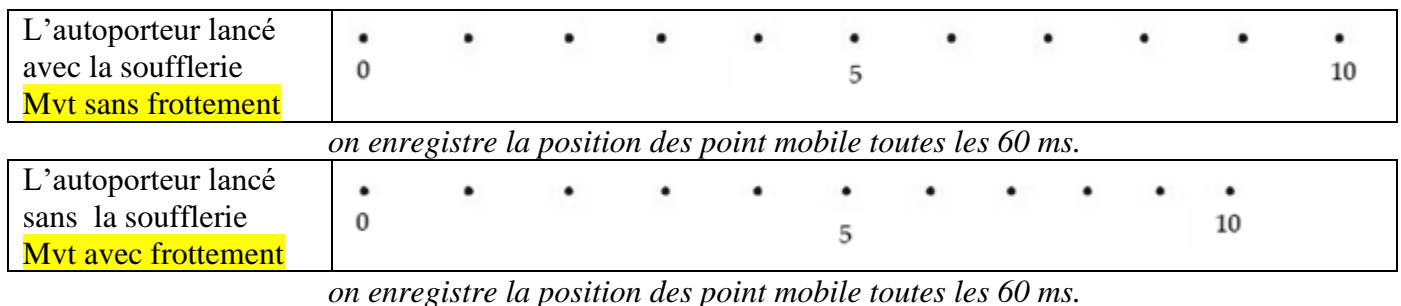 L'autoporteur lancé
avec la soufflerie
Mvt sans frottement
0 5 10
on enregistre la position des point mobile toutes les 60 ms.
L'autoporteur lancé
sans la soufflerie
Mvt avec frottement
0 5 10
on enregistre la position des point mobile toutes les 60 ms.